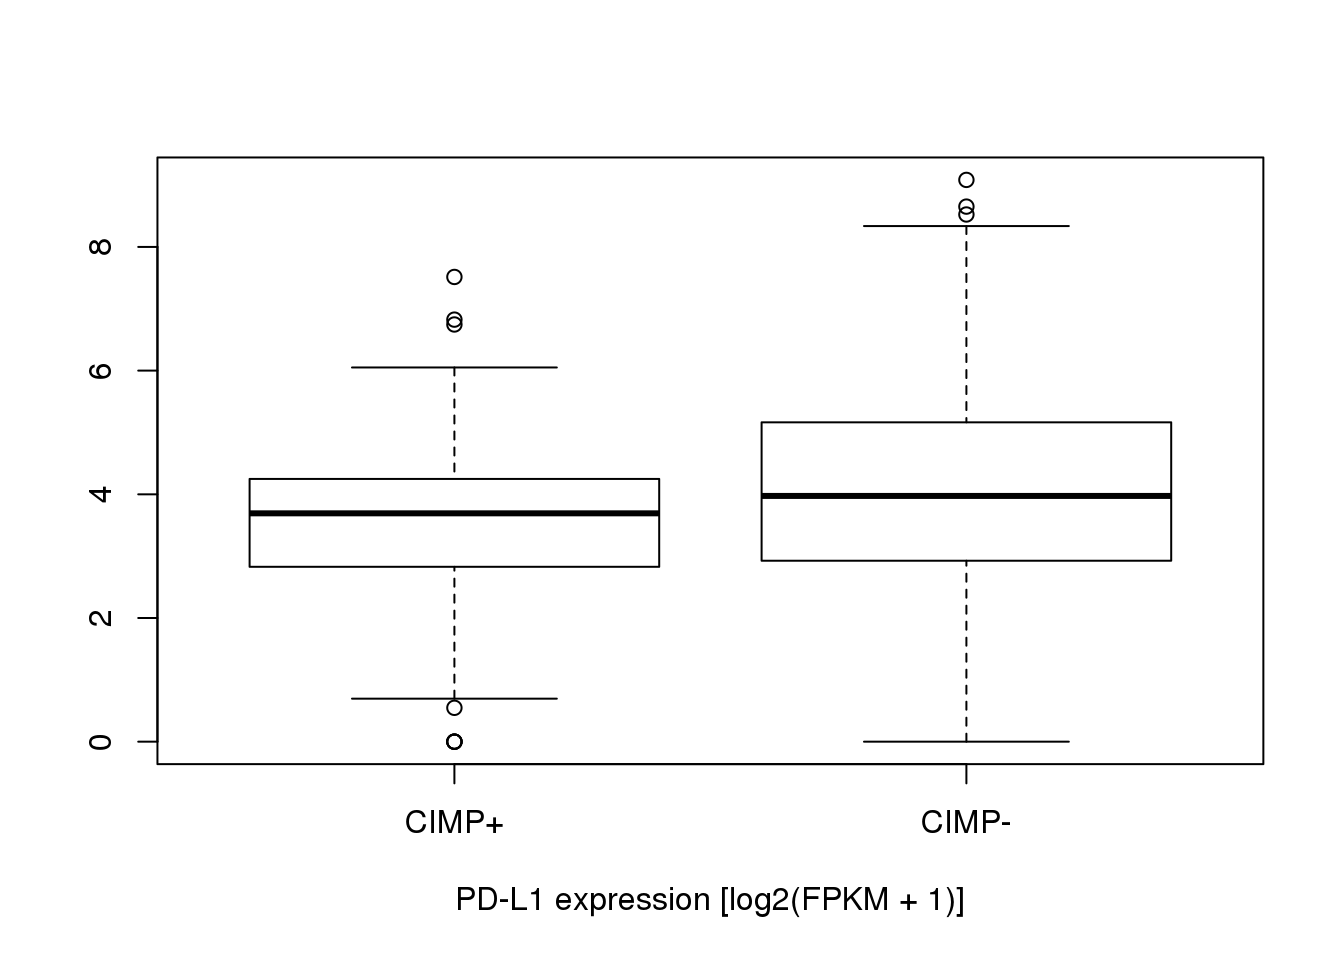 8
6
4
2
0
CIMP+ CIMP-
PD-L1 expression [log2(FPKM + 1)]